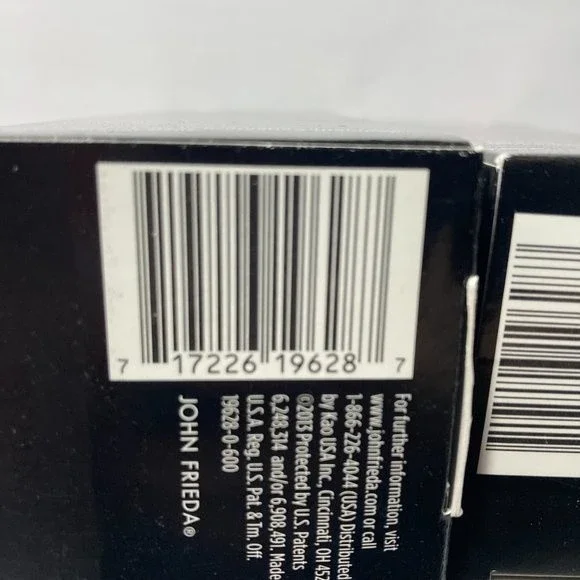 7 17226 19628 7
For further information, visit
www.johnfrieda.com or call
1-866-226-4044 (USA) Distributed
by Kao USA Inc., Cincinnati, OH 452
©2013 Protected by U.S. Patents
6,248,314 and/or 6,908,491. Made
U.S.A. Reg. U.S. Pat. & Tm. Off.
19628-0-600
JOHN FRIEDA®